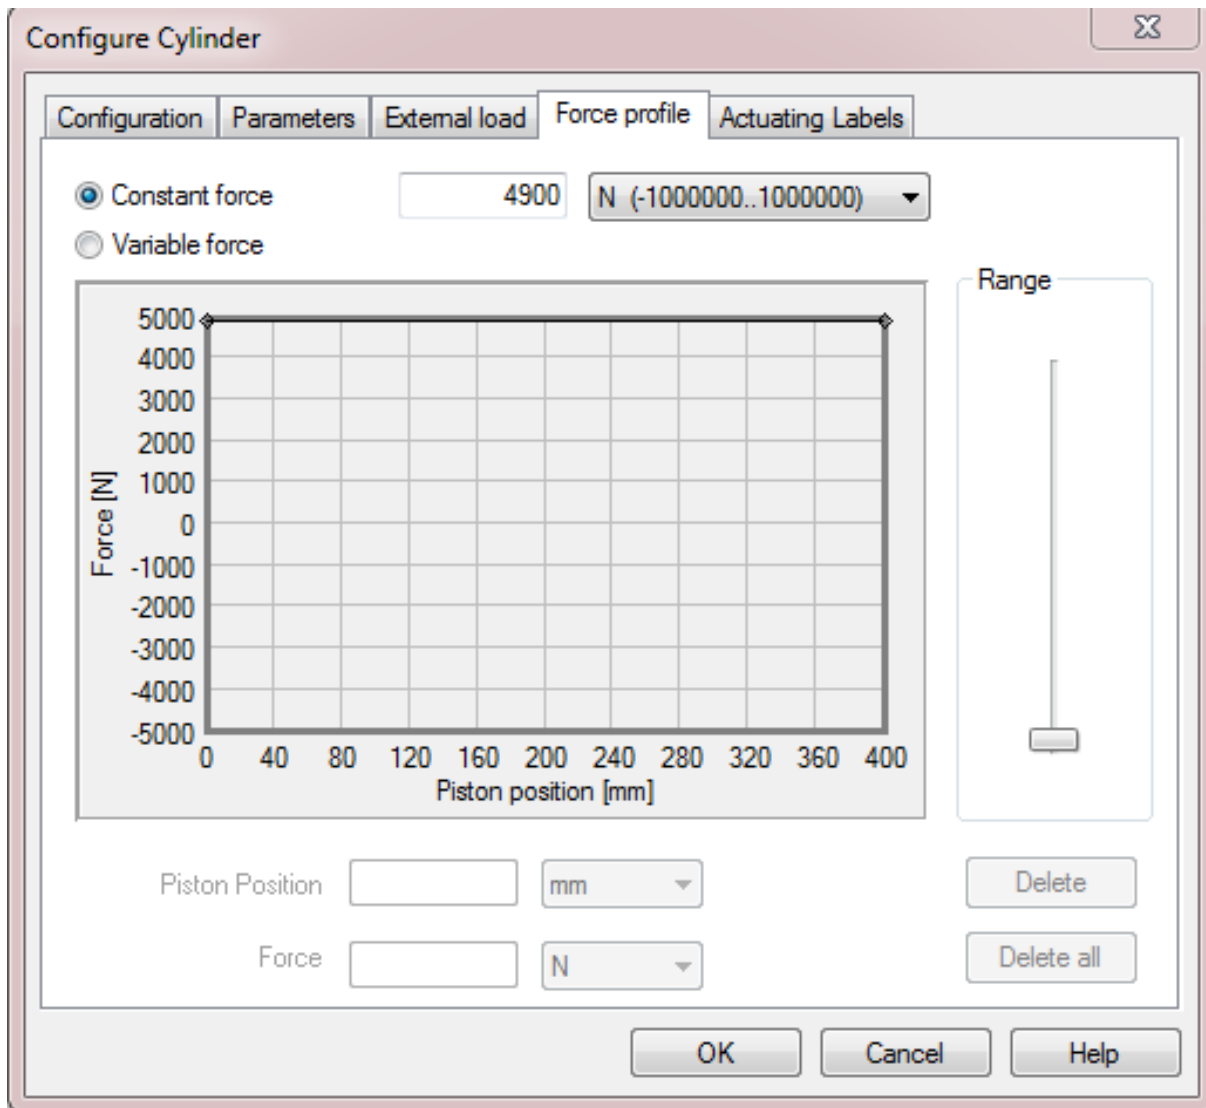 Configure Cylinder
Configuration Parameters External load Force profile Actuating Labels
Constant force 4900 N (-1000000..1000000)
Variable force
Range
5000
4000
3000
2000
1000
0
-1000
-2000
-3000
-4000
-5000
Force [N]
0 40 80 120 160 200 240 280 320 360 400
Piston position [mm]
Piston Position mm Delete
Force N Delete all
OK Cancel Help